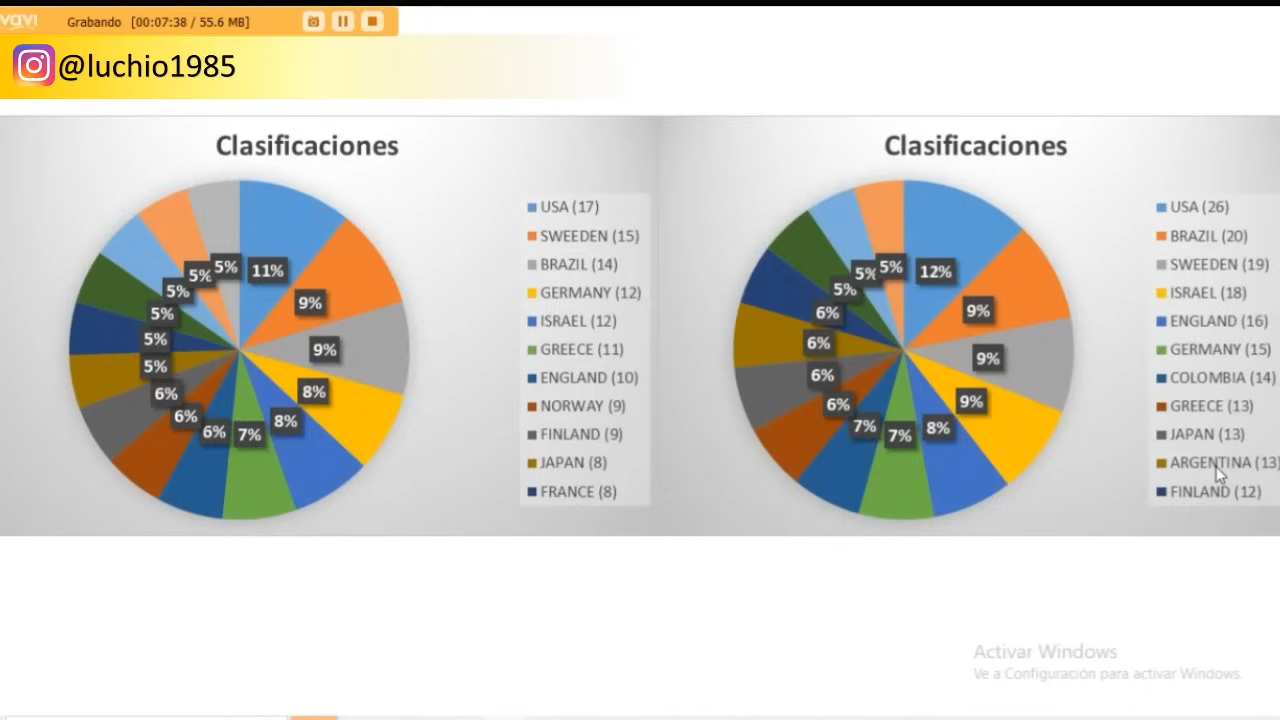 Grabando [00:07:38 / 55.6 MB]
@luchio1985
Clasificaciones
11%
9%
9%
8%
8%
7%
6%
6%
6%
5%
5%
5%
5%
5%
5%
USA (17)
SWEEDEN (15)
BRAZIL (14)
GERMANY (12)
ISRAEL (12)
GREECE (11)
ENGLAND (10)
NORWAY (9)
FINLAND (9)
JAPAN (8)
FRANCE (8)
Clasificaciones
12%
9%
9%
9%
8%
7%
7%
6%
6%
6%
6%
5%
5%
5%
USA (26)
BRAZIL (20)
SWEEDEN (19)
ISRAEL (18)
ENGLAND (16)
GERMANY (15)
COLOMBIA (14)
GREECE (13)
JAPAN (13)
ARGENTINA (13)
FINLAND (12)
Activar Windows
Ve a Configuración para activar Windows.